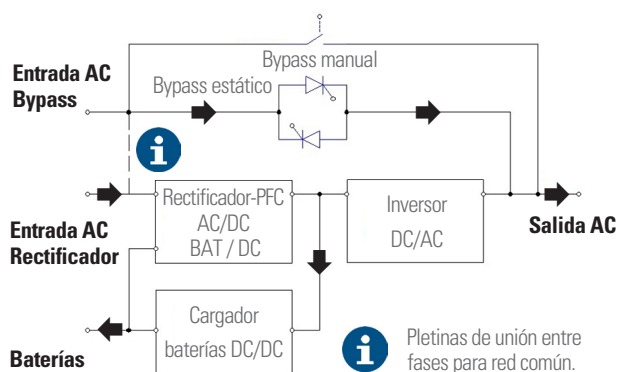 Bypass manual
Entrada AC
Bypass
Bypass estático
i
Rectificador-PFC
AC/DC
BAT / DC
Inversor
DC/AC
Entrada AC
Rectificador
Salida AC
Cargador
baterías DC/DC
Baterías
i
Pletinas de unión entre
fases para red común.